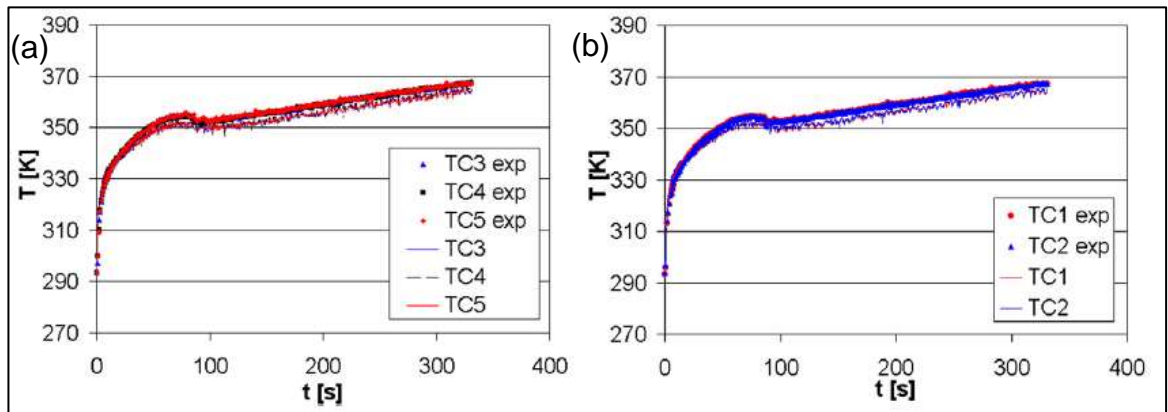 (a)
390
370
350
330
310
290
270
T [K]
0
100
200
300
400
t [s]
TC3 exp
TC4 exp
TC5 exp
TC3
TC4
TC5
(b)
390
370
350
330
310
290
270
T [K]
0
100
200
300
400
t [s]
TC1 exp
TC2 exp
TC1
TC2